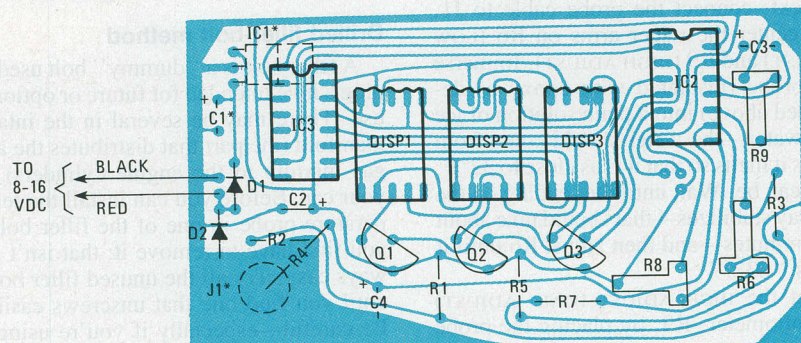 IC1*
C1*
IC3
DISP1
DISP2
DISP3
IC2
C3
R9
TO
8-16
VDC
BLACK
RED
D1
D2
C2
R2
R4
J1*
Q1
Q2
Q3
C4
R1
R5
R7
R8
R6
R3
+
+
+